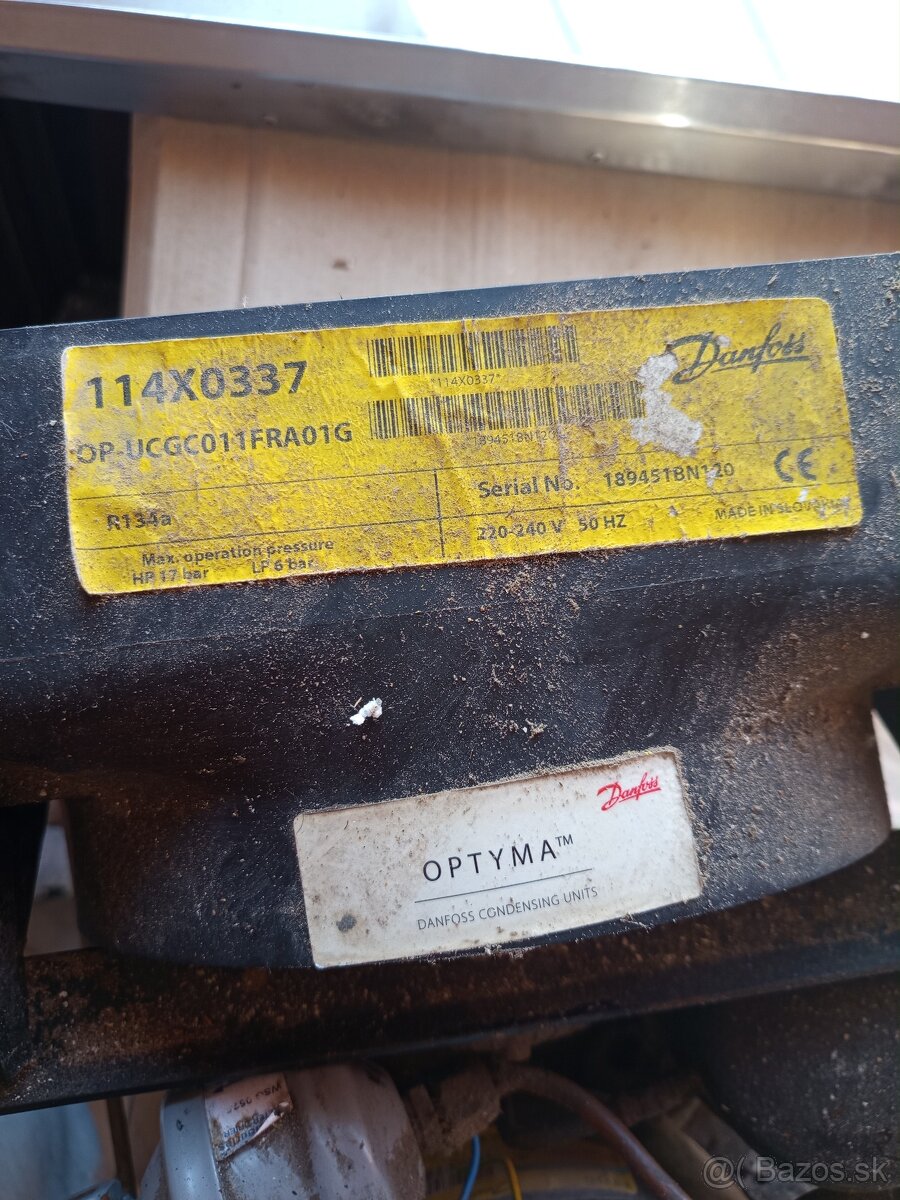 114X0337
*114X0337*
Danfoss
OP-UCGC011FRA01G
189451BN120
Serial No. 189451BN120
CE
R134a
220-240 V 50 HZ
MADE IN
Max. operation pressure
HP 17 bar LP 6 bar
Danfoss
OPTYMA™
DANFOSS CONDENSING UNITS
@( Bazos.sk